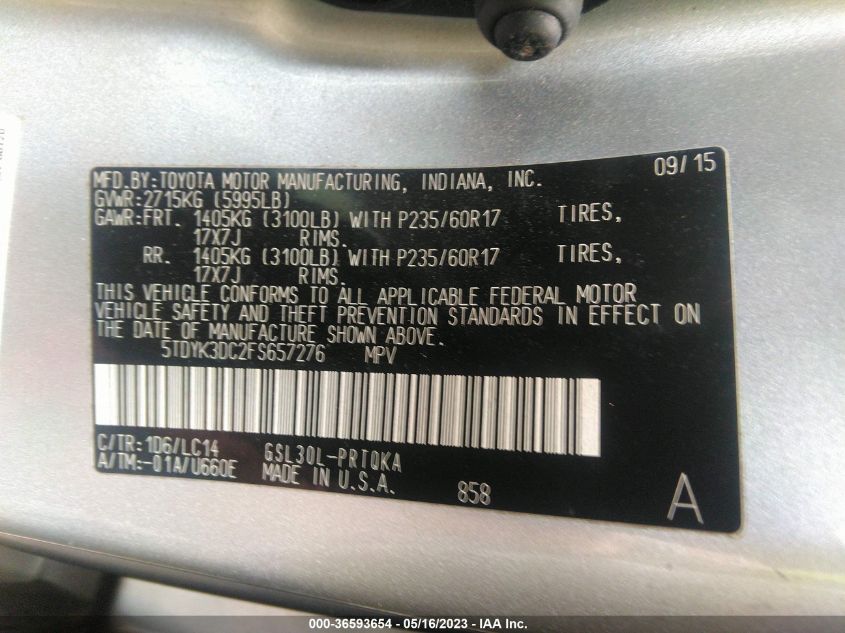 09/15
MFD.BY:TOYOTA MOTOR MANUFACTURING, INDIANA, INC.
GVWR:2715KG (5995LB)
GAWR:FRT. 1405KG (3100LB) WITH P235/60R17 TIRES,
17X7J RIMS.
RR. 1405KG (3100LB) WITH P235/60R17 TIRES,
17X7J RIMS.
THIS VEHICLE CONFORMS TO ALL APPLICABLE FEDERAL MOTOR
VEHICLE SAFETY AND THEFT PREVENTION STANDARDS IN EFFECT ON
THE DATE OF MANUFACTURE SHOWN ABOVE.
5TDYK3DC2FS657276 MPV
C/TR:1D6/LC14 GSL30L-PRTQKA
A/TM:-01A/U660E MADE IN U.S.A. 858 A
000-36593654 - 05/16/2023 - IAA Inc.